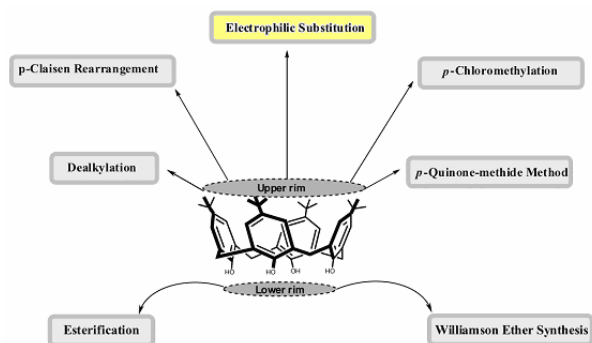 Electrophilic Substitution
p-Claisen Rearrangement
p-Chloromethylation
Dealkylation
p-Quinone-methide Method
Upper rim
HO
HO
OH
HO
Lower rim
Esterification
Williamson Ether Synthesis